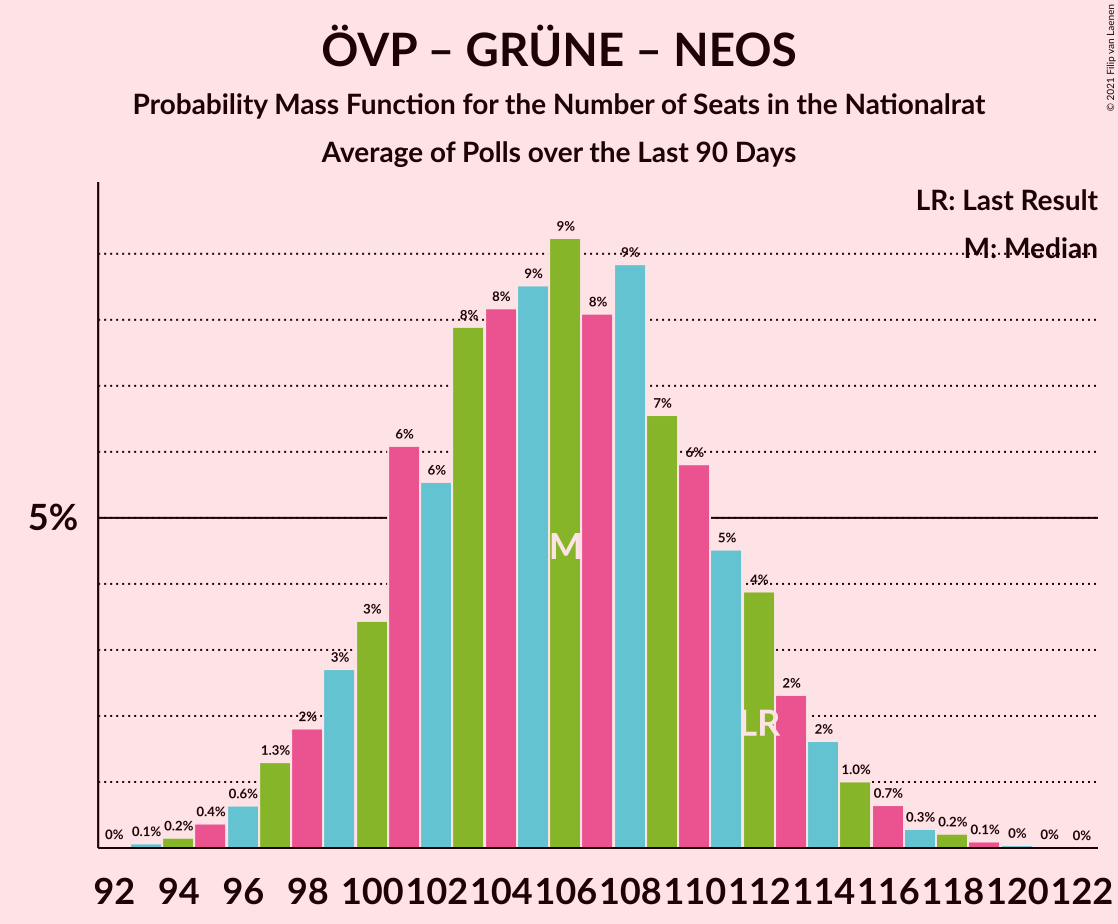 ÖVP – GRÜNE – NEOS
Probability Mass Function for the Number of Seats in the Nationalrat
Average of Polls over the Last 90 Days
© 2021 Filip van Laenen
LR: Last Result
M: Median
5%
0% 0.1% 0.2% 0.4% 0.6% 1.3% 2% 3% 3% 6% 6% 8% 8% 9% 9% 8% 9% 7% 6% 5% 4% 2% 2% 1.0% 0.7% 0.3% 0.2% 0.1% 0% 0% 0%
M
LR
92 94 96 98 100 102 104 106 108 110 112 114 116 118 120 122